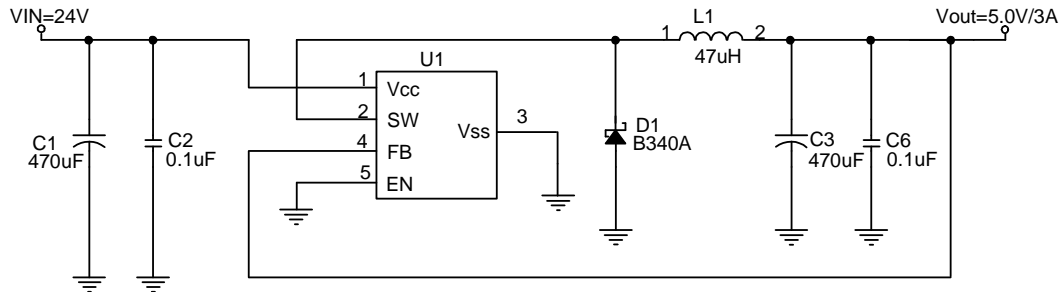 VIN=24V
L1
Vout=5.0V/3A
1
2
47uH
U1
1
Vcc
2
SW
Vss
3
4
FB
5
EN
C1
470uF
C2
0.1uF
D1
B340A
C3
470uF
C6
0.1uF